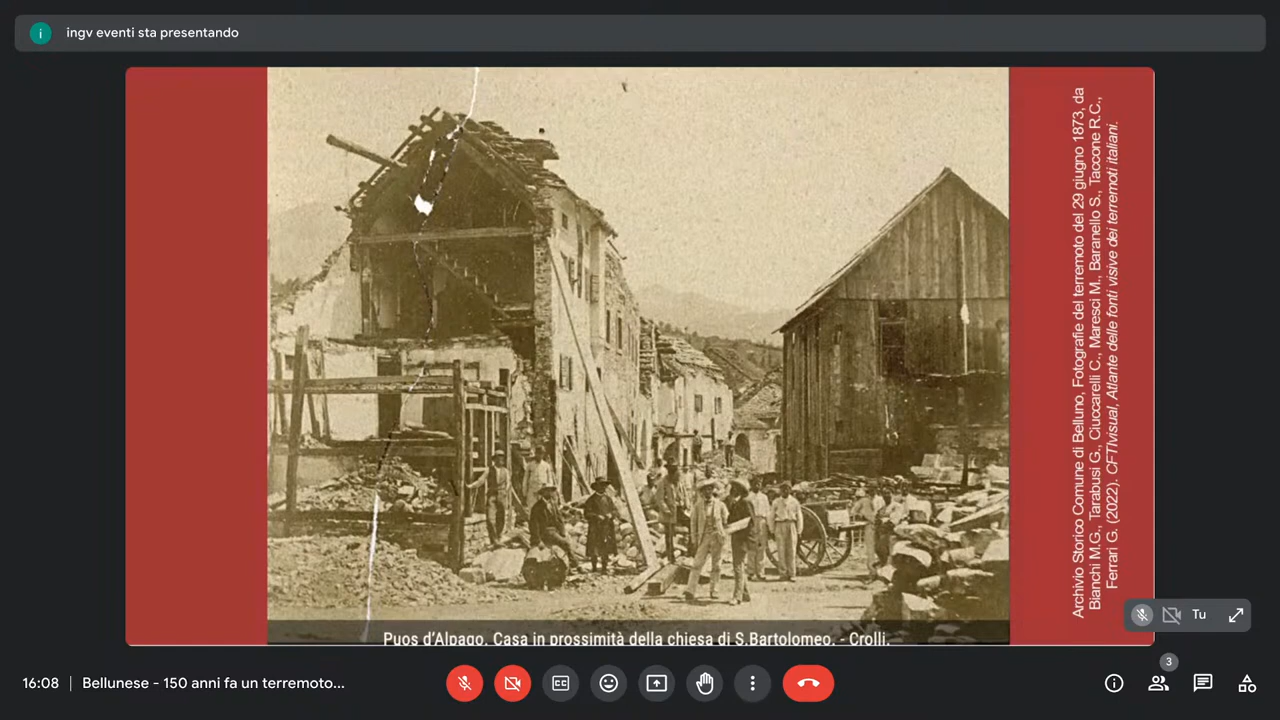 ingv eventi sta presentando
Archivio Storico Comune di Belluno, Fotografie del terremoto del 29 giugno 1873, da
Bianchi M.G., Tarabusi G., Ciuccarelli C., Maresci M., Baranello S., Taccone R.C.,
Ferrari G. (2022). CFTIvisual, Atlante delle fonti visive dei terremoti italiani.
Puos d'Alpago. Casa in prossimità della chiesa di S.Bartolomeo. - Crolli.
Tu
16:08 | Bellunese - 150 anni fa un terremoto...
3